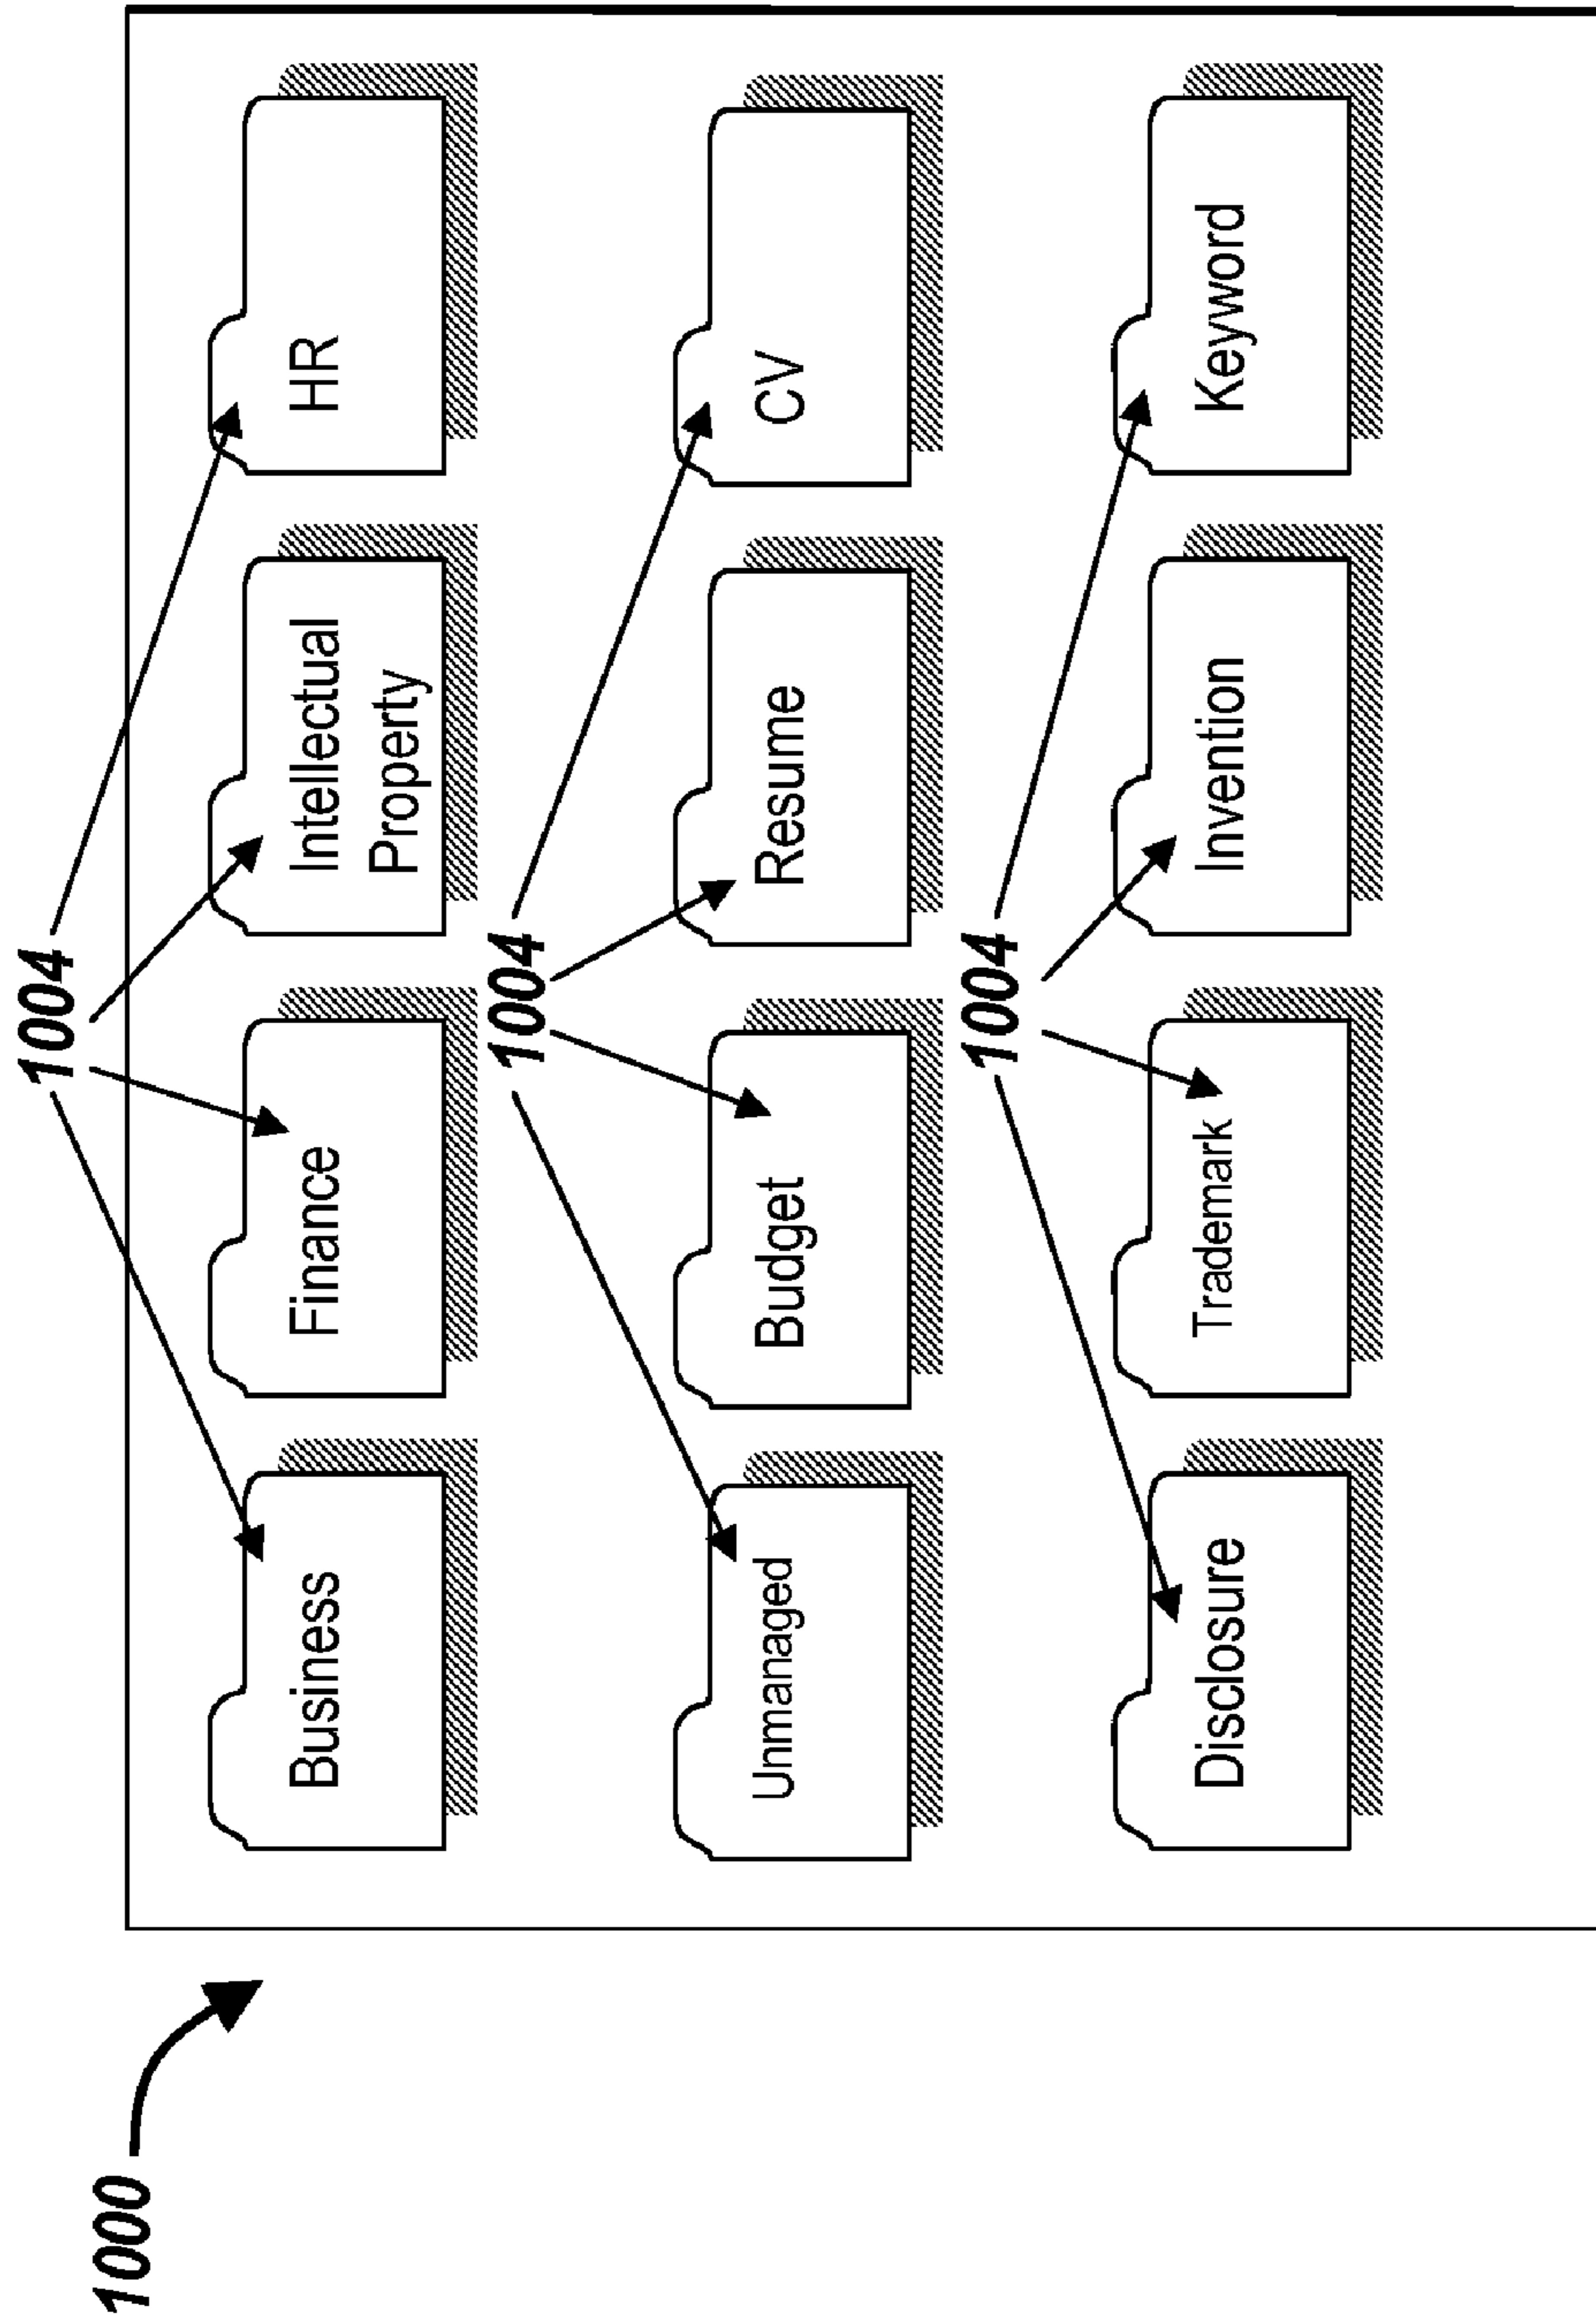 1000
1004
Business
Finance
Intellectual
Property
HR
1004
Unmanaged
Budget
Resume
CV
1004
Disclosure
Trademark
Invention
Keyword